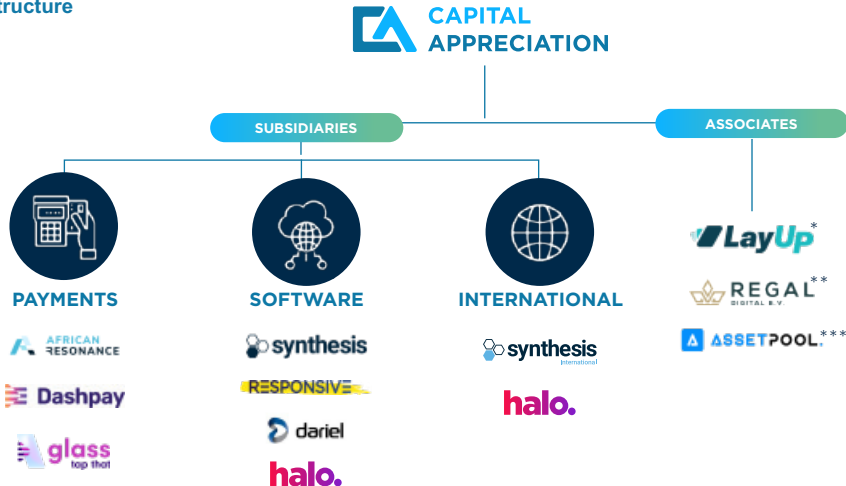 tructure
CAPITAL
APPRECIATION
SUBSIDIARIES
ASSOCIATES
PAYMENTS
AFRICAN
RESONANCE
Dashpay
glass
top that
SOFTWARE
synthesis
RESPONSIVE
dariel
halo.
INTERNATIONAL
synthesis
International
halo.
LayUp*
REGAL**
DIGITAL B.V.
ASSETPOOL.***